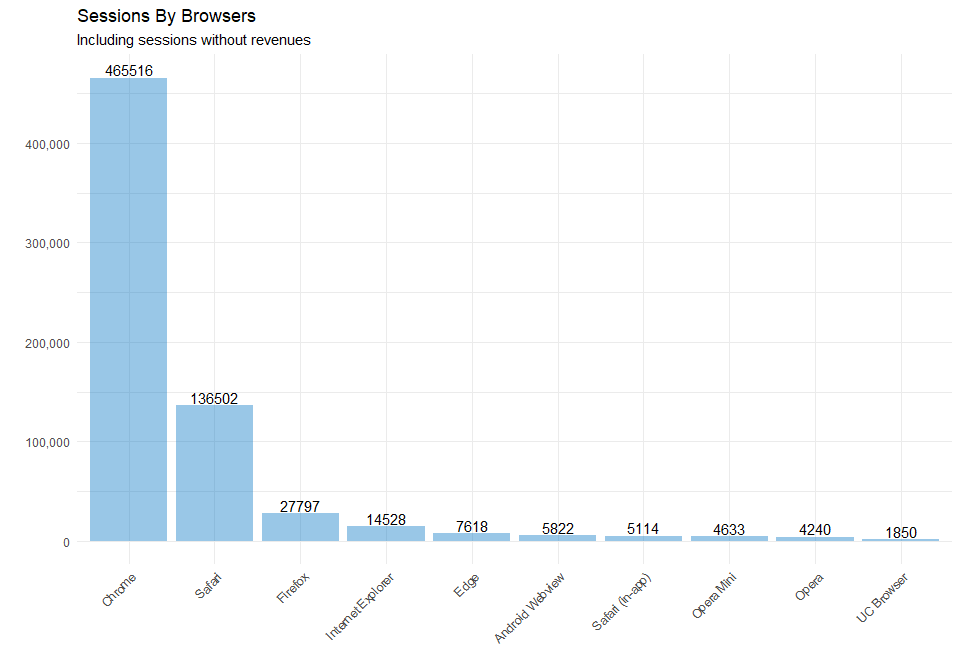 Sessions By Browsers
Including sessions without revenues
465516
400,000
300,000
200,000
136502
100,000
27797
14528
7618
5822
5114
4633
4240
1850
0
Chrome
Safari
Firefox
Internet Explorer
Edge
Android Webview
Safari (in-app)
Opera Mini
Opera
UC Browser